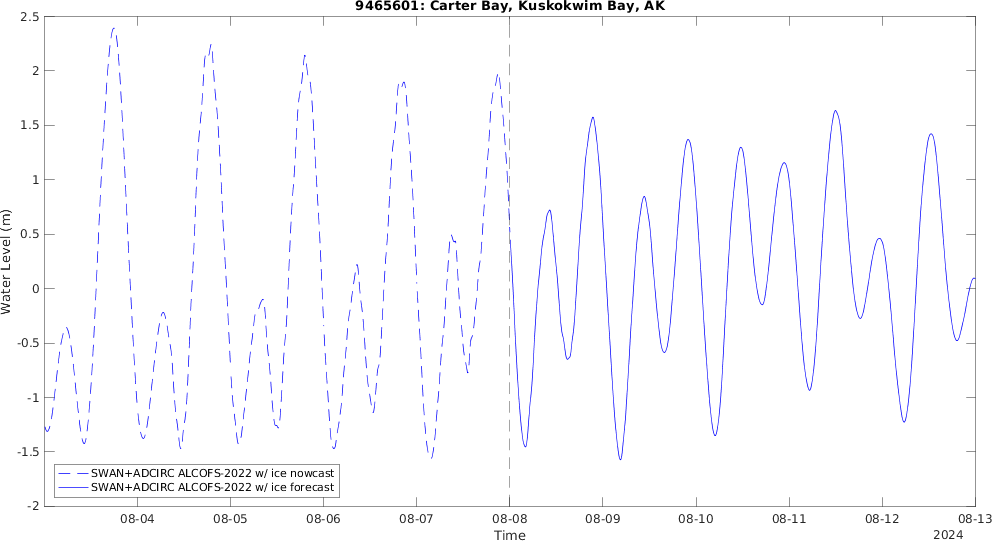 9465601: Carter Bay, Kuskokwim Bay, AK
2.5
2
1.5
1
0.5
0
-0.5
-1
-1.5
-2
Water Level (m)
SWAN+ADCIRC ALCOFS-2022 w/ ice nowcast
SWAN+ADCIRC ALCOFS-2022 w/ ice forecast
08-04 08-05 08-06 08-07 08-08 08-09 08-10 08-11 08-12 08-13
Time
2024